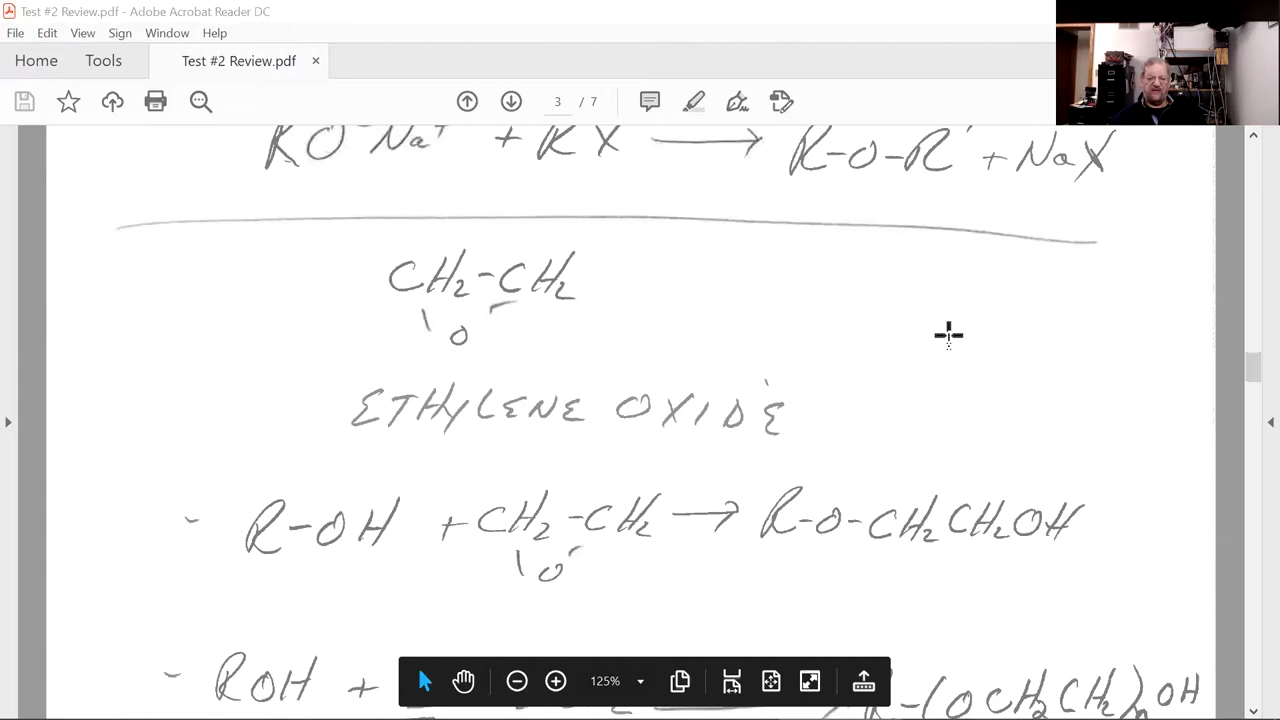 Test #2 Review.pdf - Adobe Acrobat Reader DC
File Edit View Sign Window Help
Home Tools Test #2 Review.pdf ×
3 / 7
RO⁻Na⁺ + RX ⟶ R-O-R' + NaX
CH₂-CH₂
\ /
O
ETHYLENE OXIDE
- R-OH + CH₂-CH₂ ⟶ R-O-CH₂CH₂OH
\ /
O
- ROH +
125%
R-(OCH₂CH₂)ₙOH